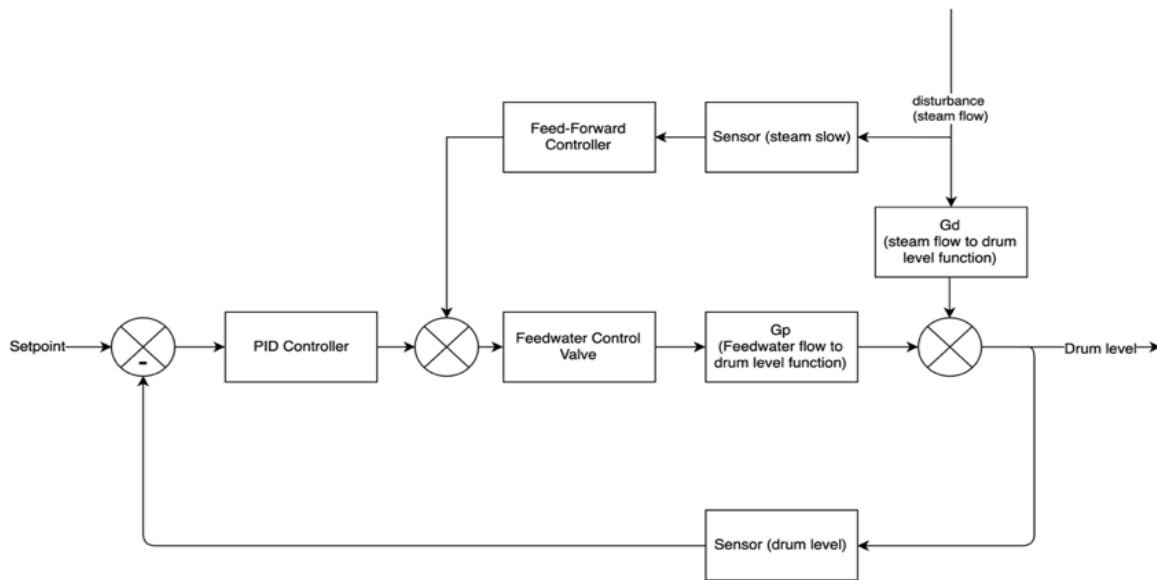 disturbance
(steam flow)
Feed-Forward
Controller
Sensor (steam slow)
Gd
(steam flow to drum
level function)
Setpoint
-
PID Controller
Feedwater Control
Valve
Gp
(Feedwater flow to
drum level function)
Drum level
Sensor (drum level)